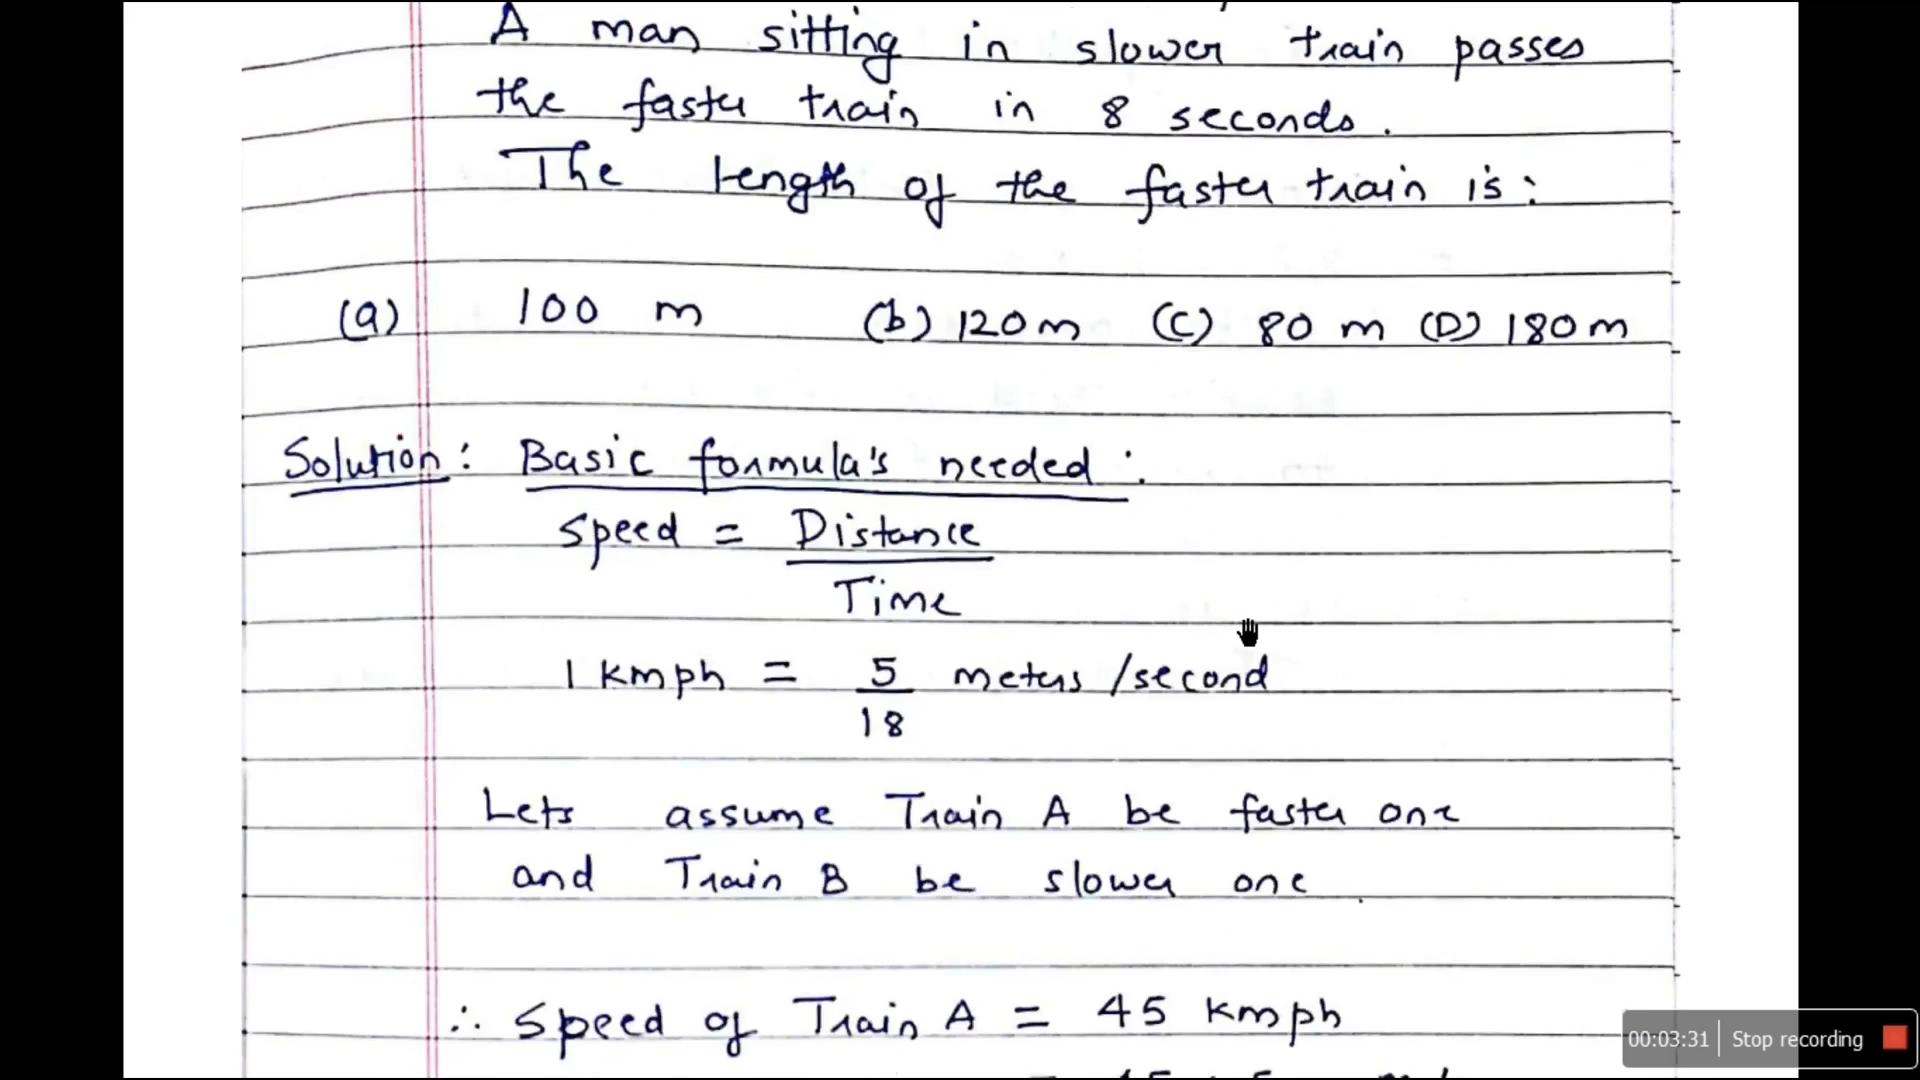 A man sitting in slower train passes
the faster train in 8 seconds.
The length of the faster train is:
(a) 100 m (b) 120m (C) 80 m (D) 180m
Solution: Basic formula's needed:
Speed = Distance
Time
1 kmph = 5 meters/second
18
Lets assume Train A be faster one
and Train B be slower one
∴ Speed of Train A = 45 kmph
00:03:31 Stop recording